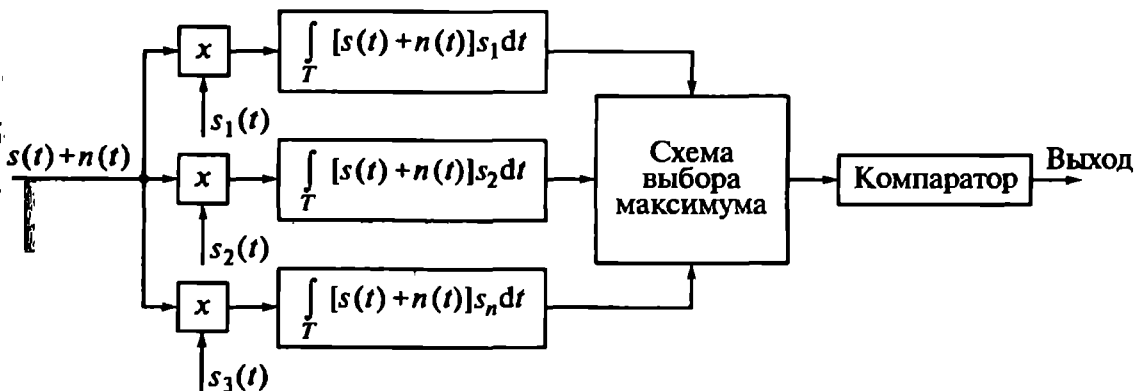 x
∫ [s(t)+n(t)]s₁dt
T
s₁(t)
s(t)+n(t)
x
∫ [s(t)+n(t)]s₂dt
T
s₂(t)
x
∫ [s(t)+n(t)]sₙdt
T
s₃(t)
Схема
выбора
максимума
Компаратор
Выход